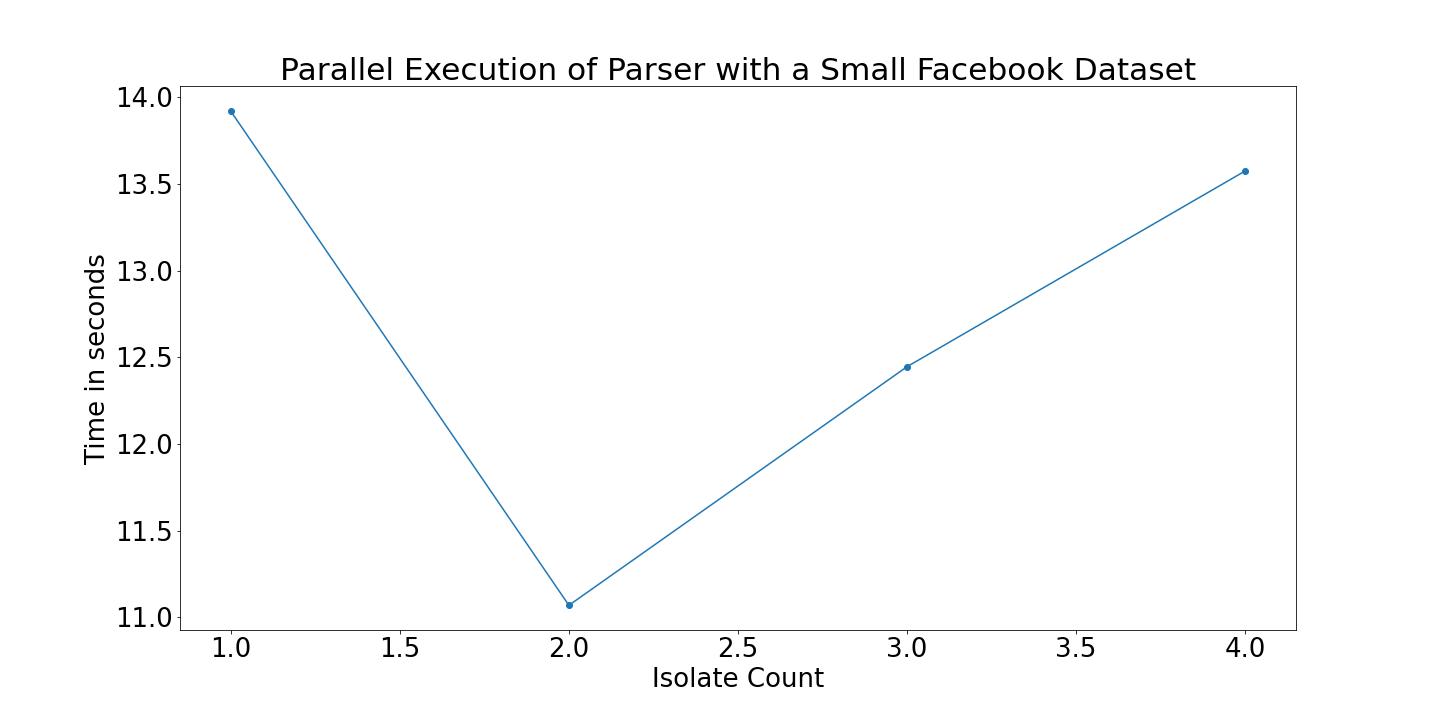 Parallel Execution of Parser with a Small Facebook Dataset
14.0
13.5
13.0
12.5
12.0
11.5
11.0
Time in seconds
1.0 1.5 2.0 2.5 3.0 3.5 4.0
Isolate Count